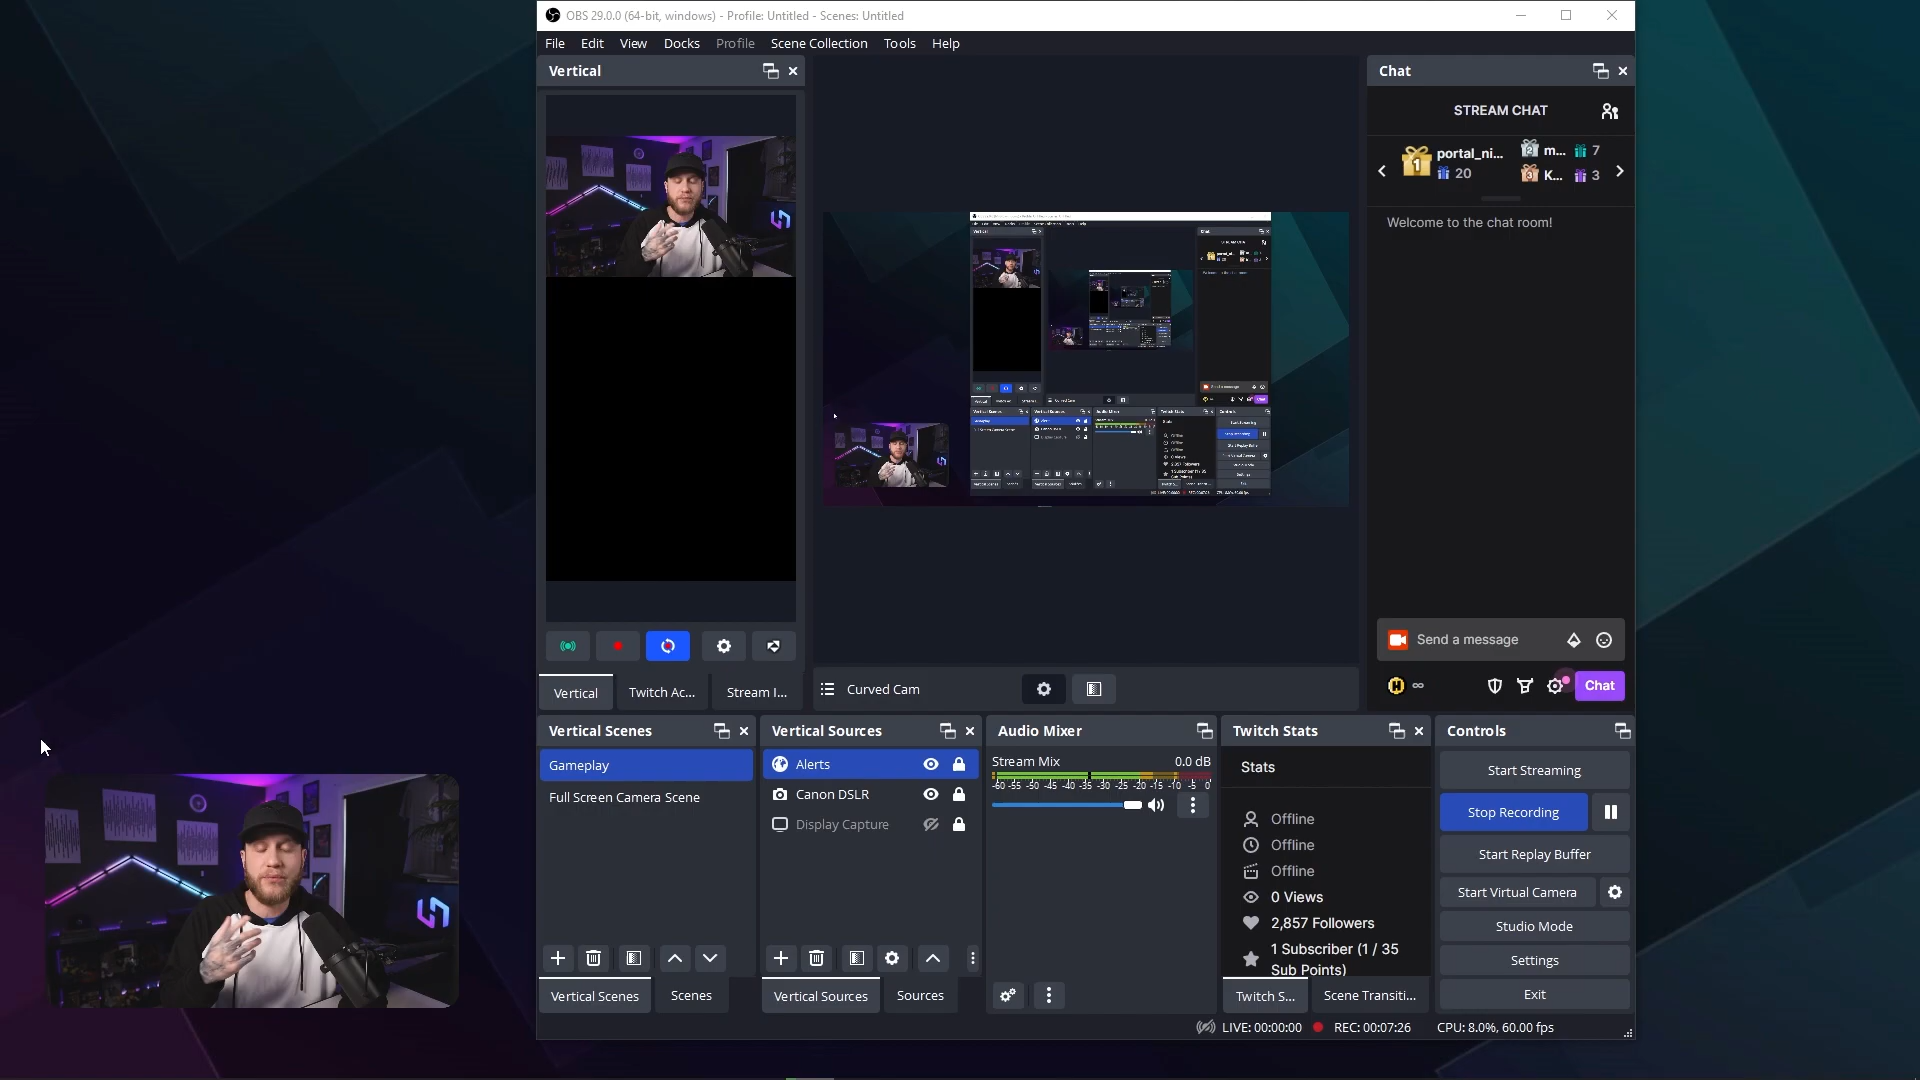 OBS 29.0.0 (64-bit, windows) - Profile: Untitled - Scenes: Untitled
File Edit View Docks Profile Scene Collection Tools Help
Vertical
Chat
STREAM CHAT
1 portal_ni...
20
2 m... 7
3 K... 3
Welcome to the chat room!
Send a message
∞
Chat
Vertical Twitch Ac... Stream I...
Curved Cam
Vertical Scenes
Gameplay
Full Screen Camera Scene
Vertical Scenes Scenes
Vertical Sources
Alerts
Canon DSLR
Display Capture
Vertical Sources Sources
Audio Mixer
Stream Mix 0.0 dB
-60 -55 -50 -45 -40 -35 -30 -25 -20 -15 -10 -5 0
Twitch Stats
Stats
Offline
Offline
Offline
0 Views
2,857 Followers
1 Subscriber (1 / 35
Sub Points)
Twitch S... Scene Transiti...
Controls
Start Streaming
Stop Recording
Start Replay Buffer
Start Virtual Camera
Studio Mode
Settings
Exit
LIVE: 00:00:00 REC: 00:07:26 CPU: 8.0%, 60.00 fps